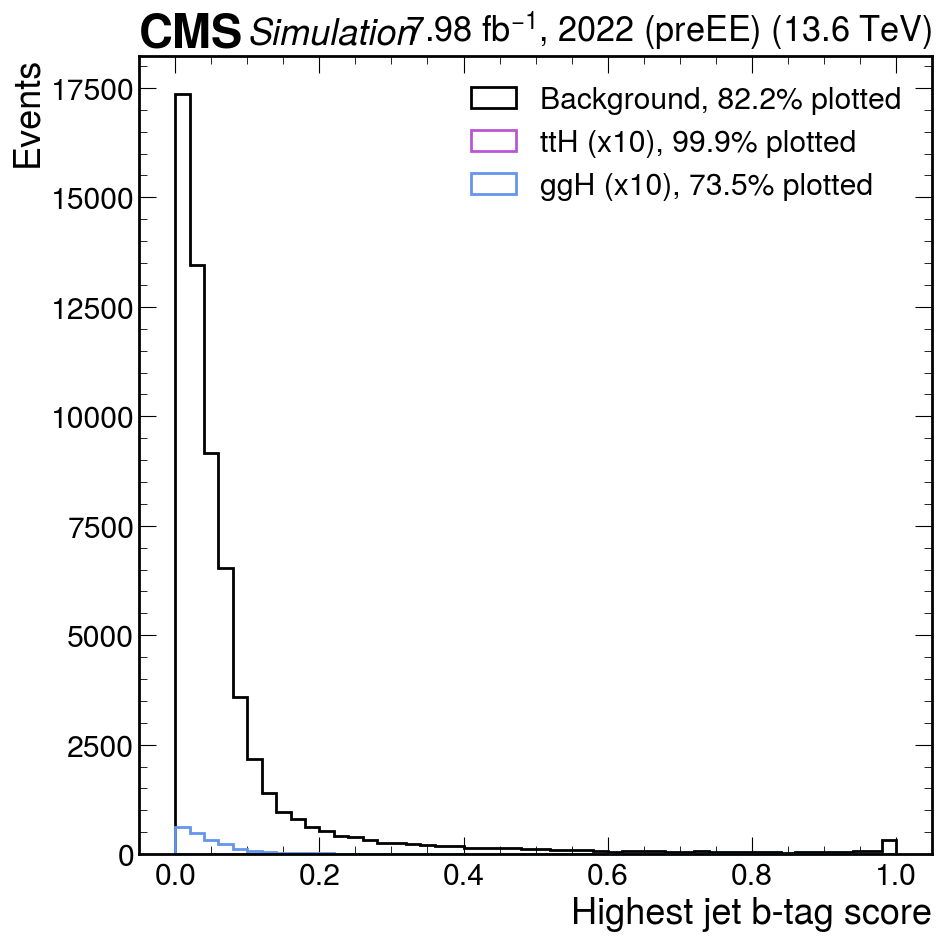 CMS Simulation 7.98 fb⁻¹, 2022 (preEE) (13.6 TeV)
Events
17500
15000
12500
10000
7500
5000
2500
0
Background, 82.2% plotted
ttH (x10), 99.9% plotted
ggH (x10), 73.5% plotted
0.0 0.2 0.4 0.6 0.8 1.0
Highest jet b-tag score